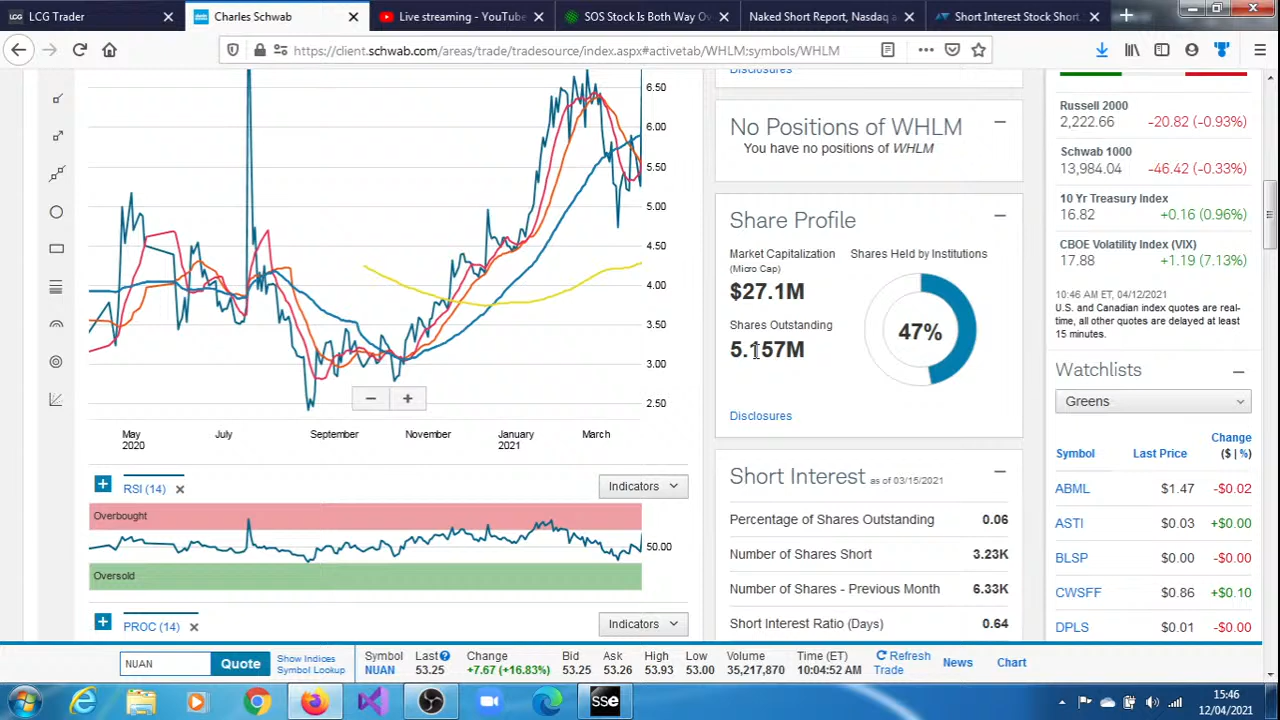 LCG Trader
Charles Schwab
Live streaming - YouTube
SOS Stock Is Both Way Ov
Naked Short Report, Nasdaq a
Short Interest Stock Short
https://client.schwab.com/areas/trade/tradesource/index.aspx#activetab/WHLM:symbols/WHLM
6.50
6.00
5.50
5.00
4.50
4.00
3.50
3.00
2.50
May
2020
July
September
November
January
2021
March
RSI (14)
Indicators
Overbought
50.00
Oversold
PROC (14)
Indicators
Disclosures
No Positions of WHLM
You have no positions of WHLM
Share Profile
Market Capitalization
(Micro Cap)
$27.1M
Shares Outstanding
5.157M
Shares Held by Institutions
47%
Disclosures
Short Interest as of 03/15/2021
Percentage of Shares Outstanding 0.06
Number of Shares Short 3.23K
Number of Shares - Previous Month 6.33K
Short Interest Ratio (Days) 0.64
Russell 2000
2,222.66 -20.82 (-0.93%)
Schwab 1000
13,984.04 -46.42 (-0.33%)
10 Yr Treasury Index
16.82 +0.16 (0.96%)
CBOE Volatility Index (VIX)
17.88 +1.19 (7.13%)
10:46 AM ET, 04/12/2021
U.S. and Canadian index quotes are real-
time, all other quotes are delayed at least
15 minutes.
Watchlists
Greens
Change
Symbol Last Price ($ | %)
ABML $1.47 -$0.02
ASTI $0.03 +$0.00
BLSP $0.00 -$0.00
CWSFF $0.86 +$0.10
DPLS $0.01 -$0.00
NUAN
Quote
Show Indices
Symbol Lookup
Symbol Last Change Bid Ask High Low Volume Time (ET)
NUAN 53.25 +7.67 (+16.83%) 53.25 53.26 53.93 53.00 35,217,870 10:04:52 AM
Refresh
Trade
News
Chart
sse
15:46
12/04/2021